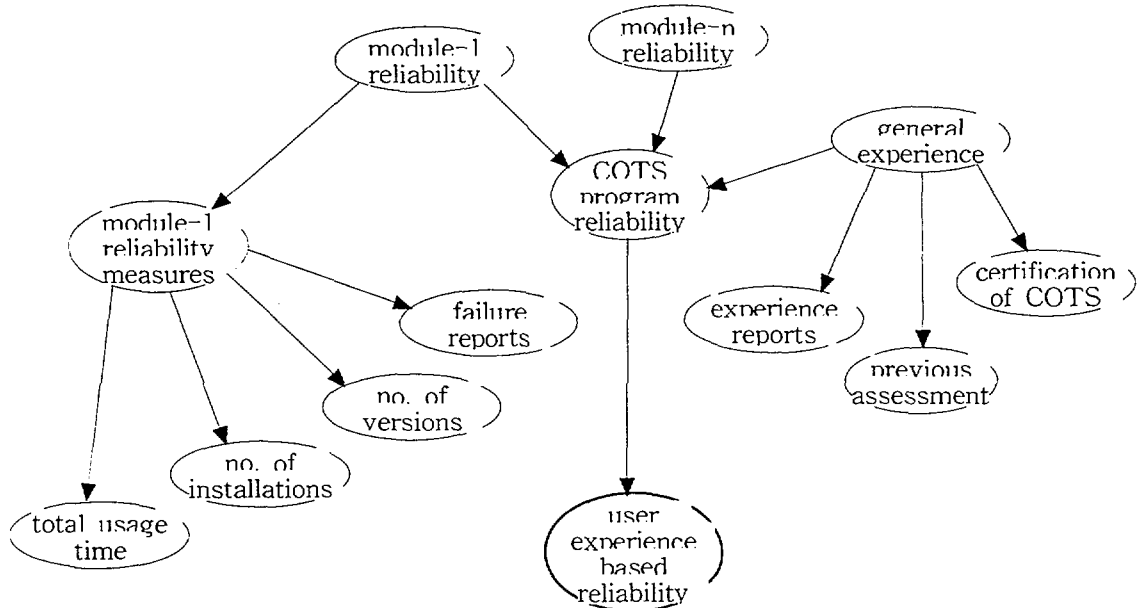 module-1
reliability
module-n
reliability
general
experience
COTS
program
reliability
module-1
reliability
measures
certification
of COTS
failure
reports
experience
reports
previous
assessment
no. of
versions
no. of
installations
total usage
time
user
experience
based
reliability